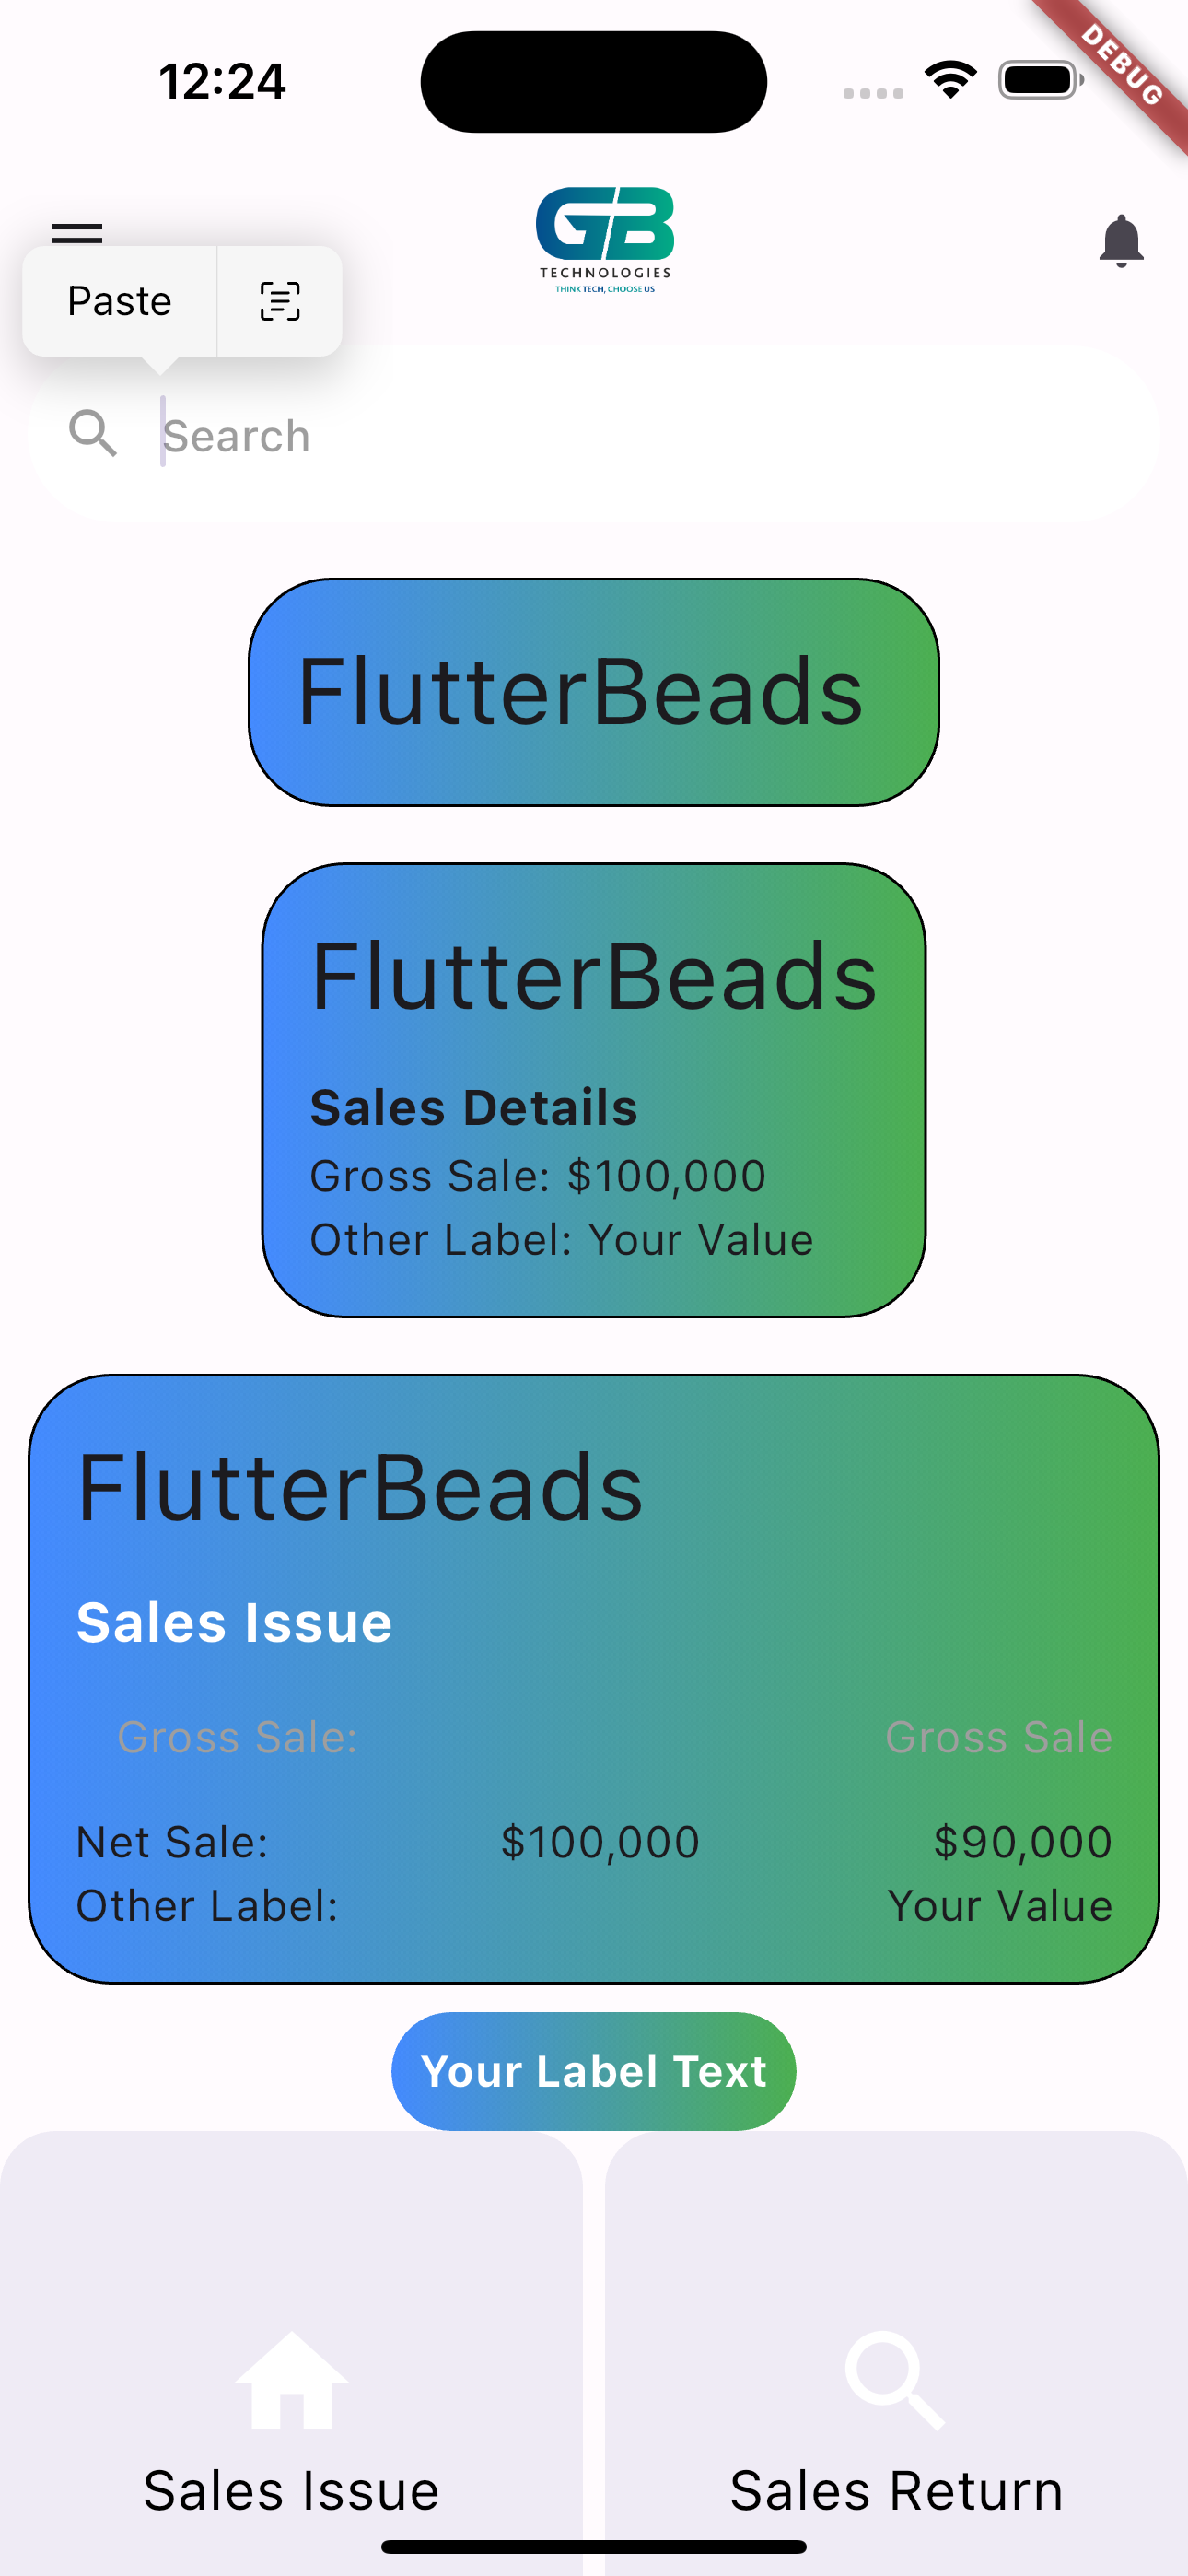 12:24
DEBUG
GB
TECHNOLOGIES
THINK TECH, CHOOSE US
Paste
Search
FlutterBeads
FlutterBeads
Sales Details
Gross Sale: $100,000
Other Label: Your Value
FlutterBeads
Sales Issue
Gross Sale: Gross Sale
Net Sale: $100,000 $90,000
Other Label: Your Value
Your Label Text
Sales Issue Sales Return